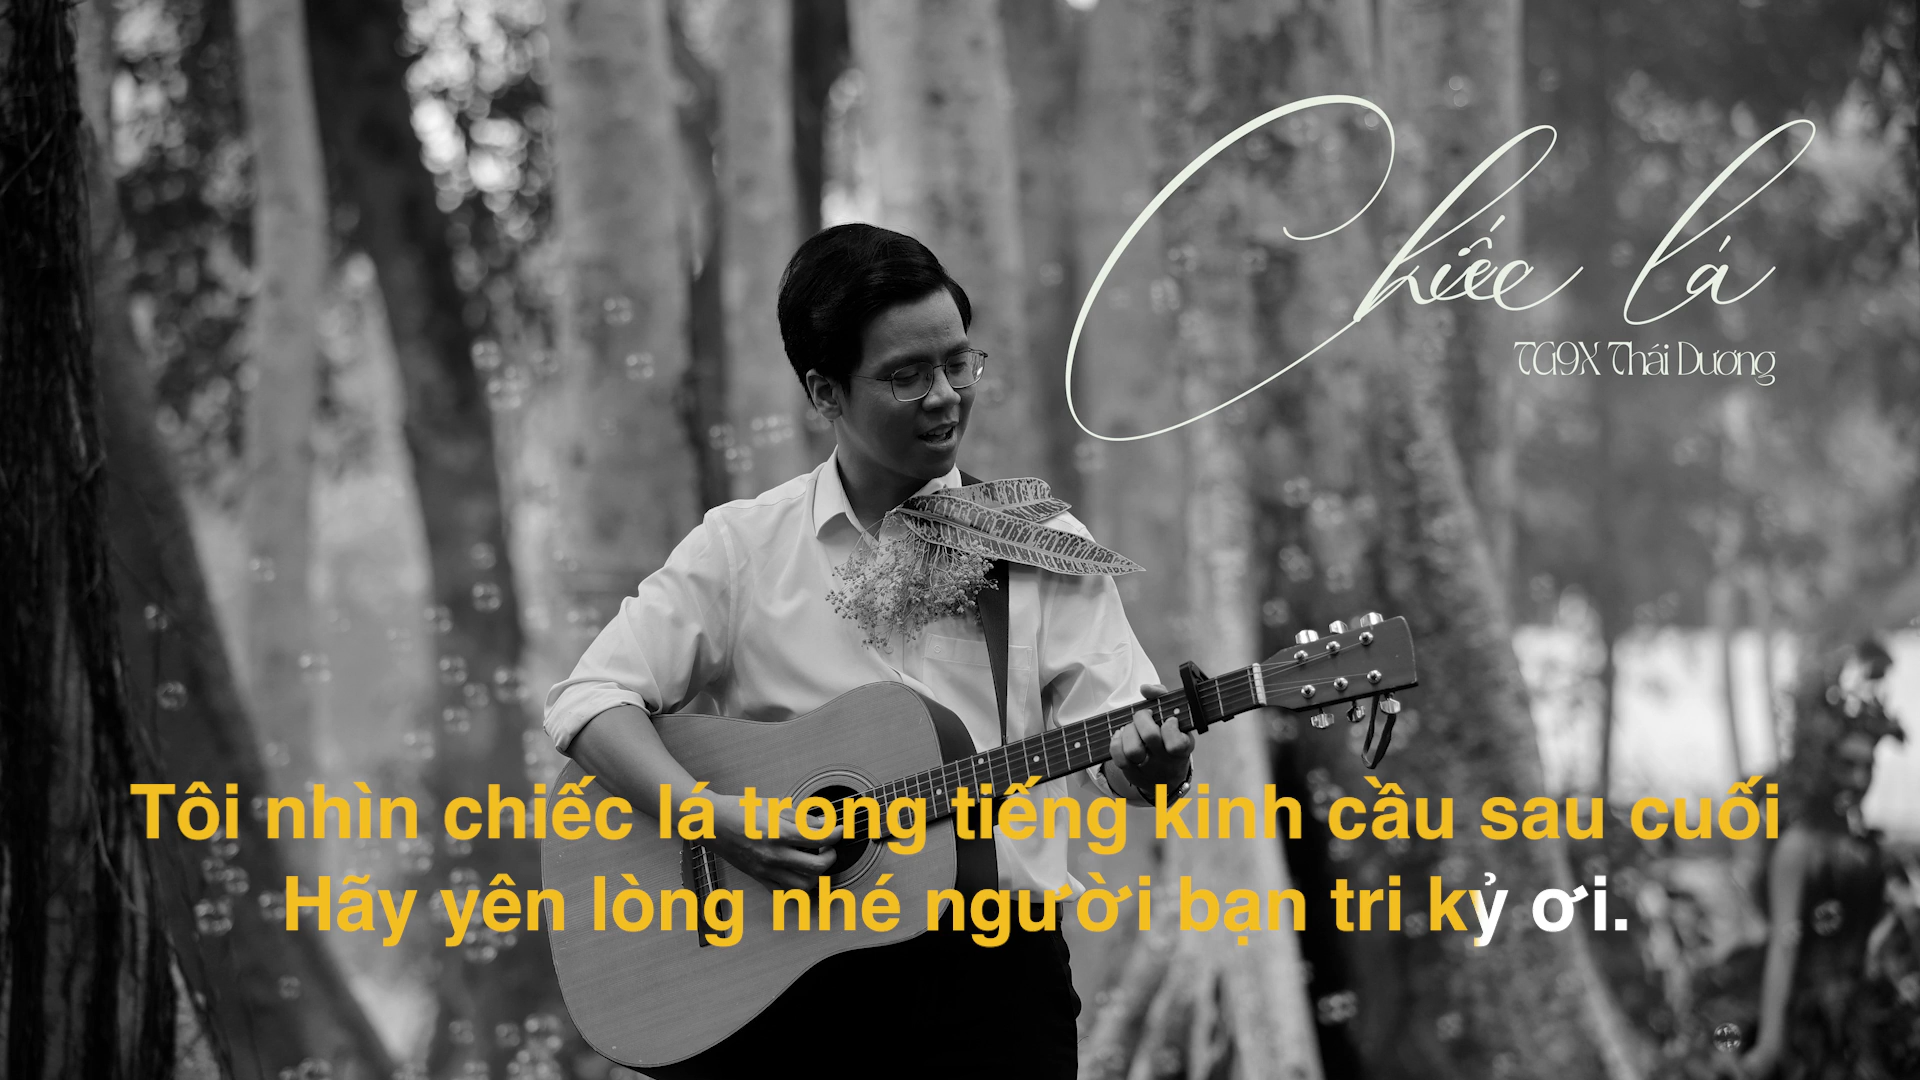 Chiếc lá
TG9X Thái Dương
Tôi nhìn chiếc lá trong tiếng kinh cầu sau cuối
Hãy yên lòng nhé người bạn tri kỷ ơi.